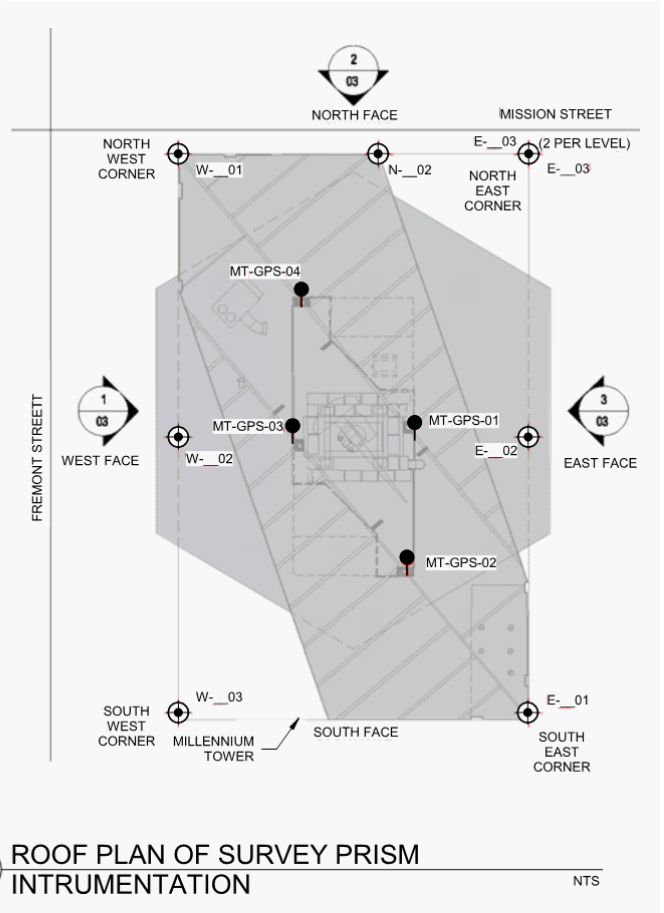 2
03
NORTH FACE
MISSION STREET
NORTH
WEST
CORNER
W-__01
N-__02
E-__03
(2 PER LEVEL)
E-__03
NORTH
EAST
CORNER
MT-GPS-04
1
03
WEST FACE
FREMONT STREETT
MT-GPS-03
MT-GPS-01
W-__02
E-__02
3
03
EAST FACE
MT-GPS-02
W-__03
E-__01
SOUTH
WEST
CORNER
MILLENNIUM
TOWER
SOUTH FACE
SOUTH
EAST
CORNER
ROOF PLAN OF SURVEY PRISM
INTRUMENTATION
NTS